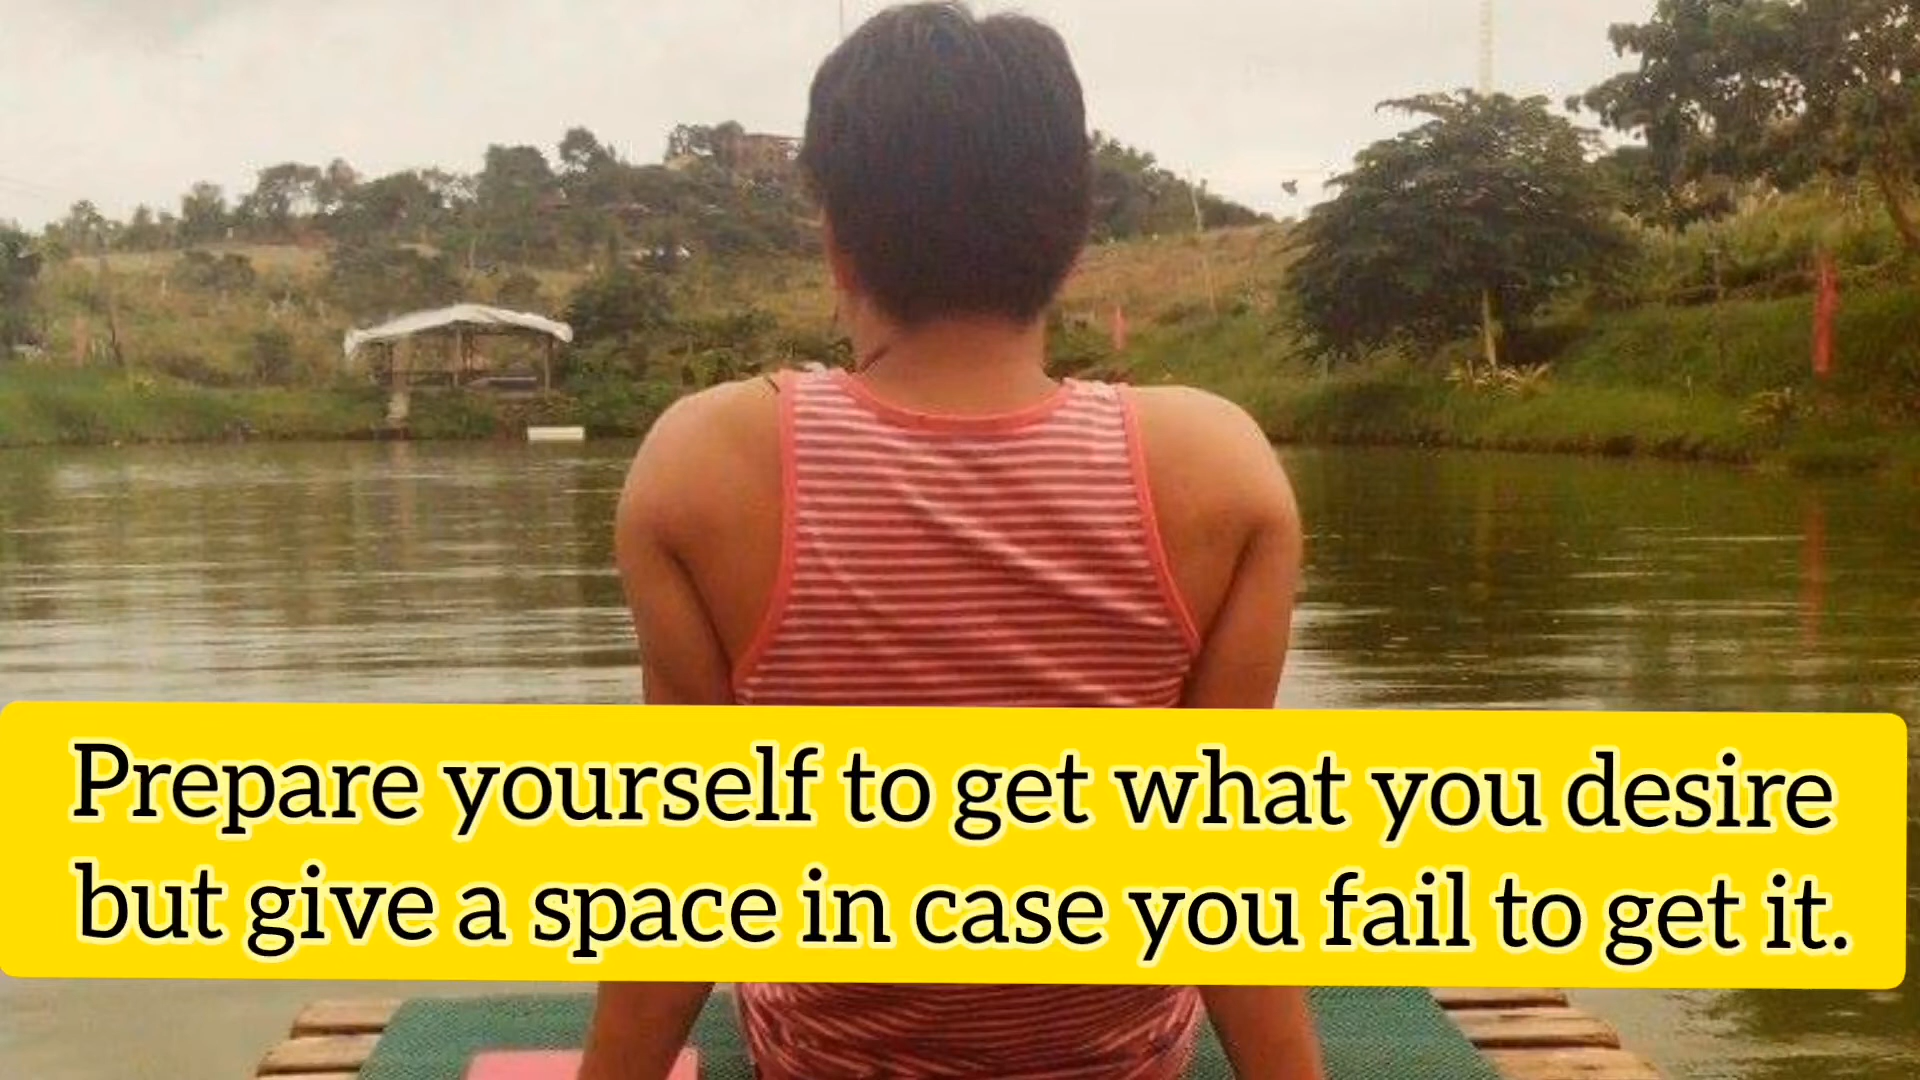 Prepare yourself to get what you desire
but give a space in case you fail to get it.